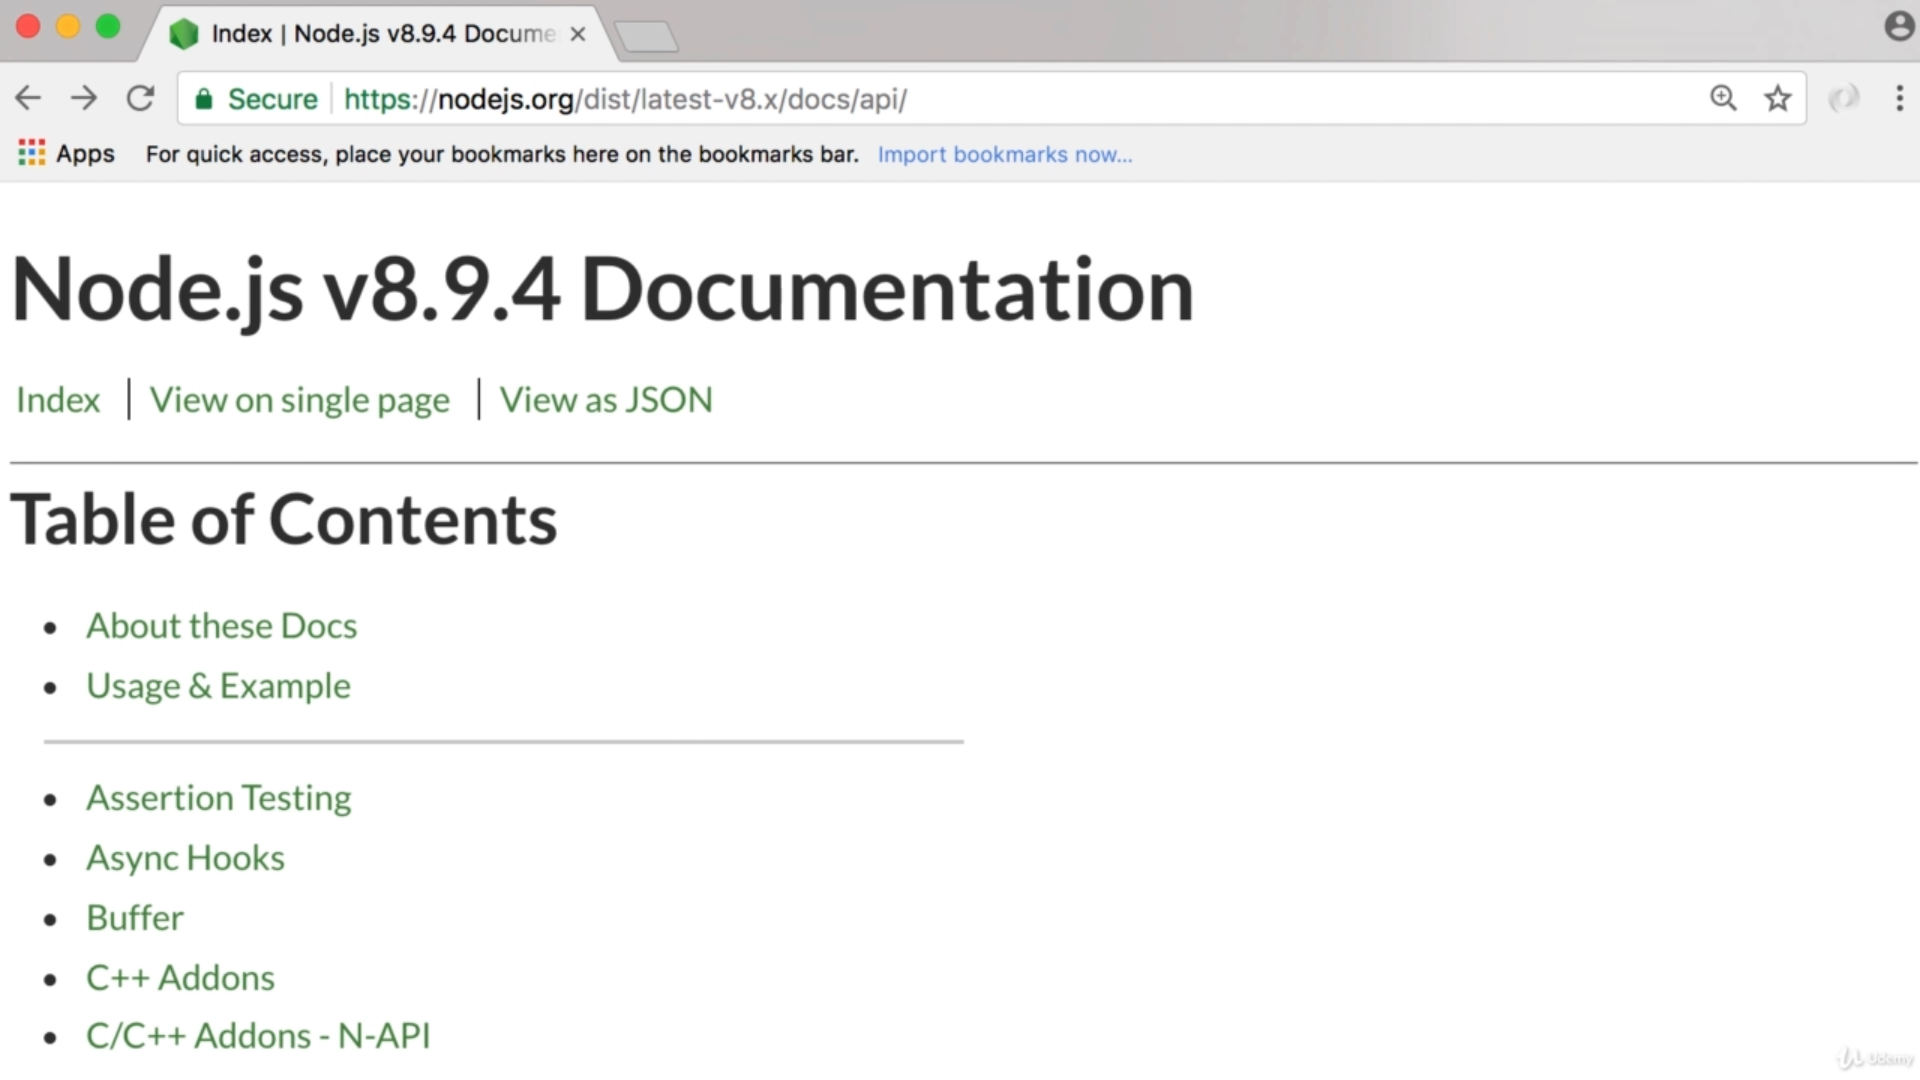 Index | Node.js v8.9.4 Docume
Secure https://nodejs.org/dist/latest-v8.x/docs/api/
Apps For quick access, place your bookmarks here on the bookmarks bar. Import bookmarks now...
Node.js v8.9.4 Documentation
Index | View on single page | View as JSON
Table of Contents
• About these Docs
• Usage & Example
• Assertion Testing
• Async Hooks
• Buffer
• C++ Addons
• C/C++ Addons - N-API
Udemy